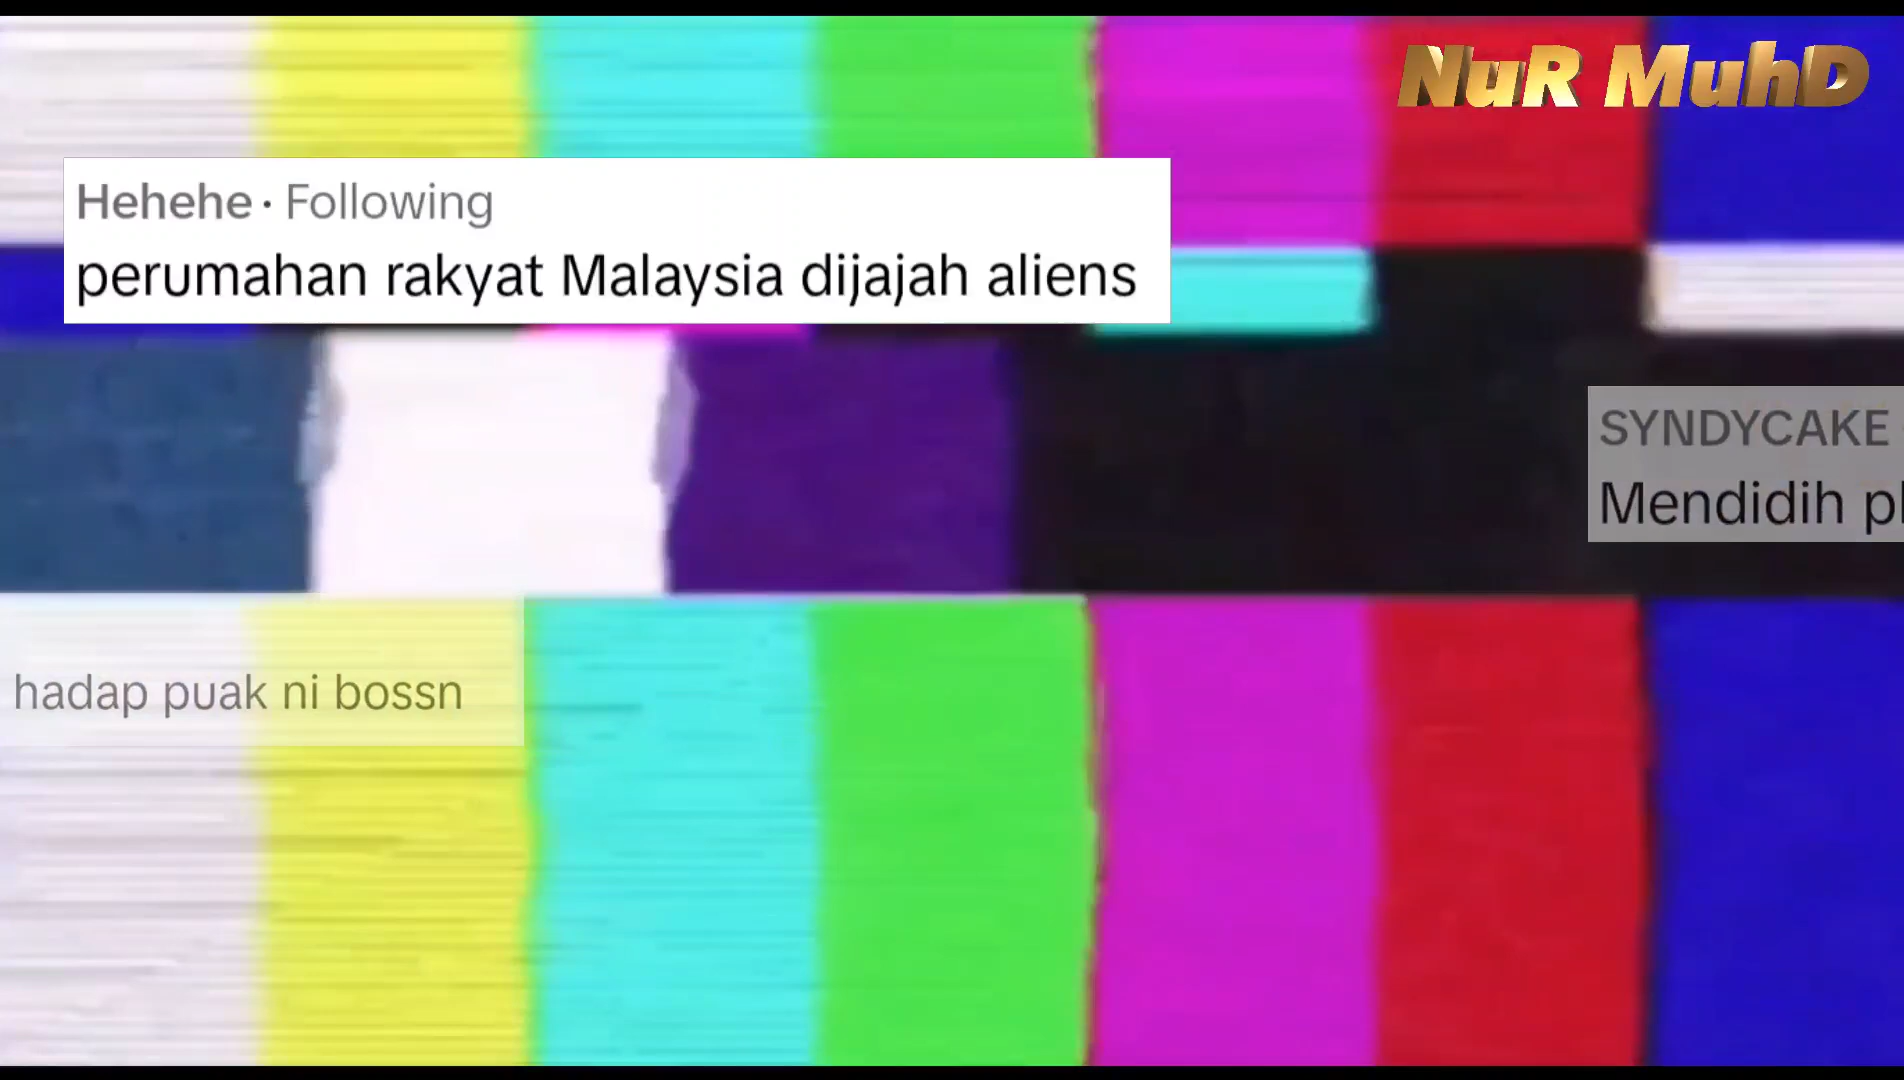 NuR MuhD
Hehehe · Following
perumahan rakyat Malaysia dijajah aliens
SYNDYCAKE
Mendidih
hadap puak ni bossn